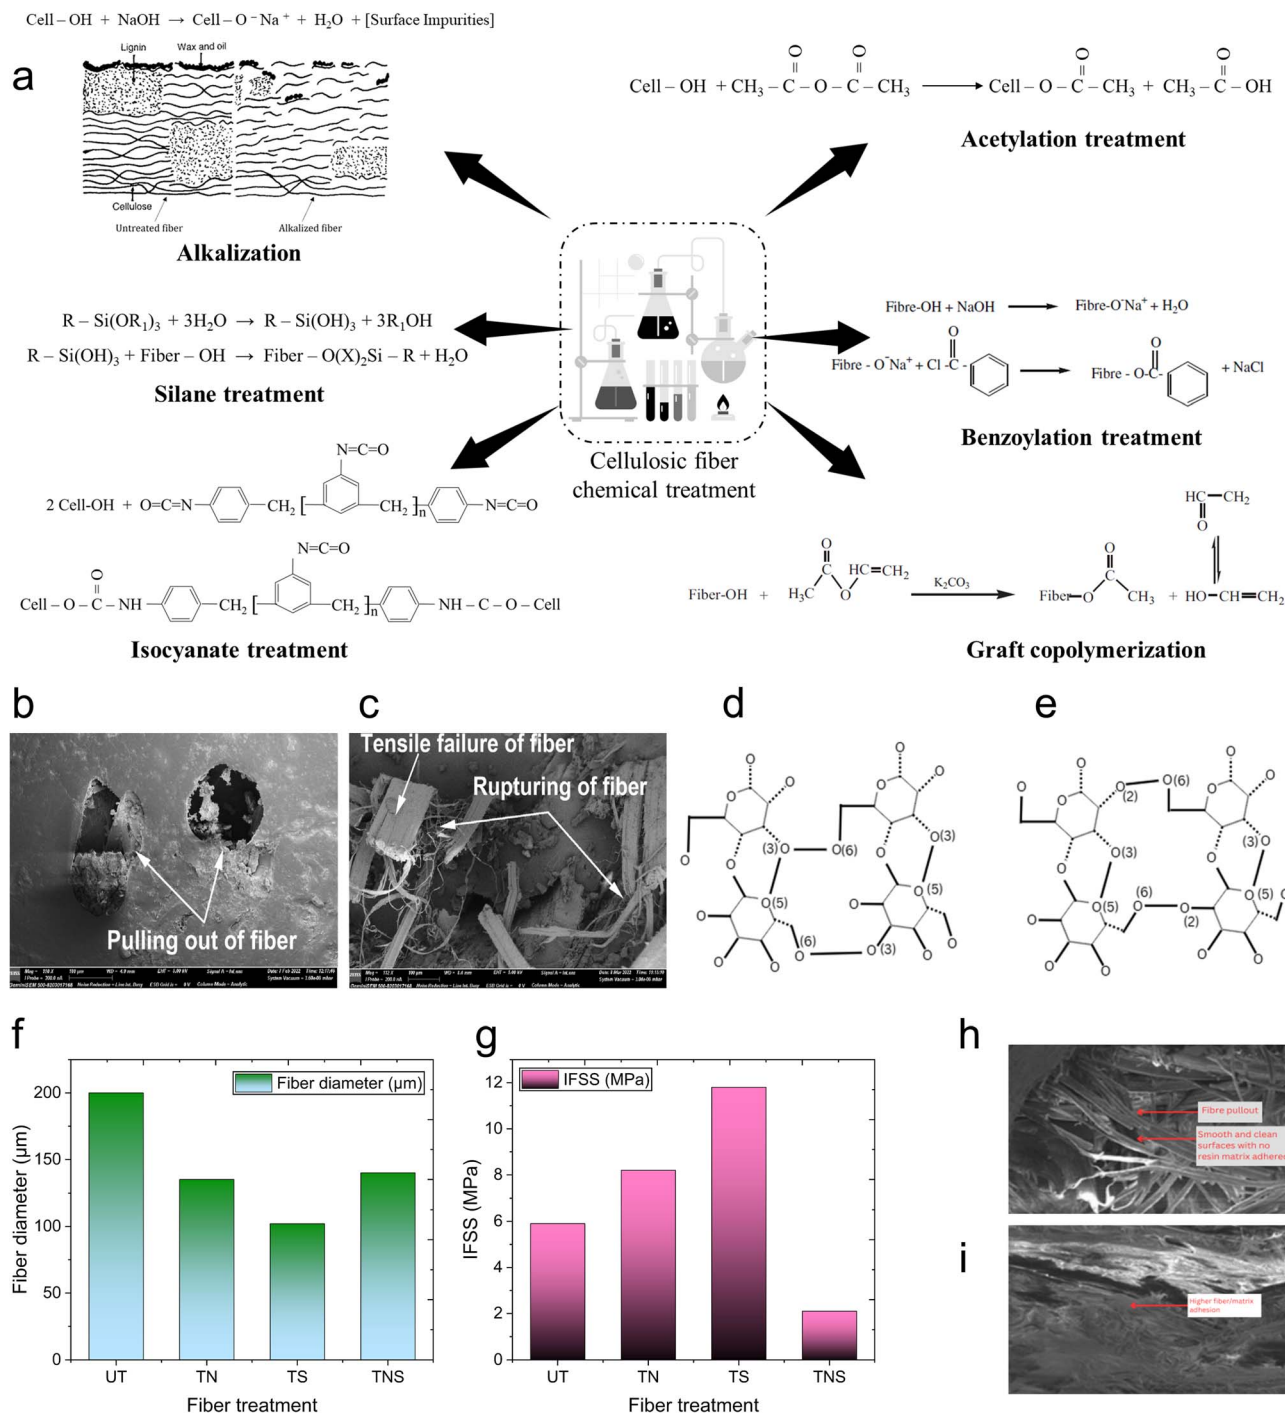 Cell – OH + NaOH → Cell – O⁻Na⁺ + H₂O + [Surface Impurities]
a
Lignin
Wax and oil
Cellulose
Untreated fiber
Alkalized fiber
Alkalization
Cell – OH + CH₃ – C – O – C – CH₃ → Cell – O – C – CH₃ + CH₃ – C – OH
O O O O
Acetylation treatment
R – Si(OR₁)₃ + 3H₂O → R – Si(OH)₃ + 3R₁OH
R – Si(OH)₃ + Fiber – OH → Fiber – O(X)₂Si – R + H₂O
Silane treatment
Cellulosic fiber
chemical treatment
Fibre-OH + NaOH → Fibre-O⁻Na⁺ + H₂O
O O
Fibre - O⁻Na⁺ + Cl - C → Fibre - O-C + NaCl
Benzoylation treatment
N=C=O
2 Cell-OH + O=C=N CH₂ [ CH₂ ]n N=C=O
N=C=O
O
Cell – O – C – NH CH₂ [ CH₂ ]n NH – C – O – Cell
Isocyanate treatment
HC – CH₂
O
O HC=CH₂
Fiber-OH + H₃C O K₂CO₃ Fiber – O CH₃ + HO – CH = CH₂
O
Graft copolymerization
b
Pulling out of fiber
c
Tensile failure of fiber
Rupturing of fiber
d
O O O O
O (3) O O(6) O(3)
O O
O(5) O(5)
O O
(6) O O(3) O
O O O O
e
O O O O
O O(2) O(6)
O O(3) O O(3)
O(5) (6) O(5)
O O O(2) O
O O O O
f
Fiber diameter (µm)
200
150
100
50
0
Fiber diameter (µm)
UT TN TS TNS
Fiber treatment
g
IFSS (MPa)
12
10
8
6
4
2
0
IFSS (MPa)
UT TN TS TNS
Fiber treatment
h
Fibre pullout
Smooth and clean
surfaces with no
resin matrix adhered
i
Higher fiber/matrix
adhesion